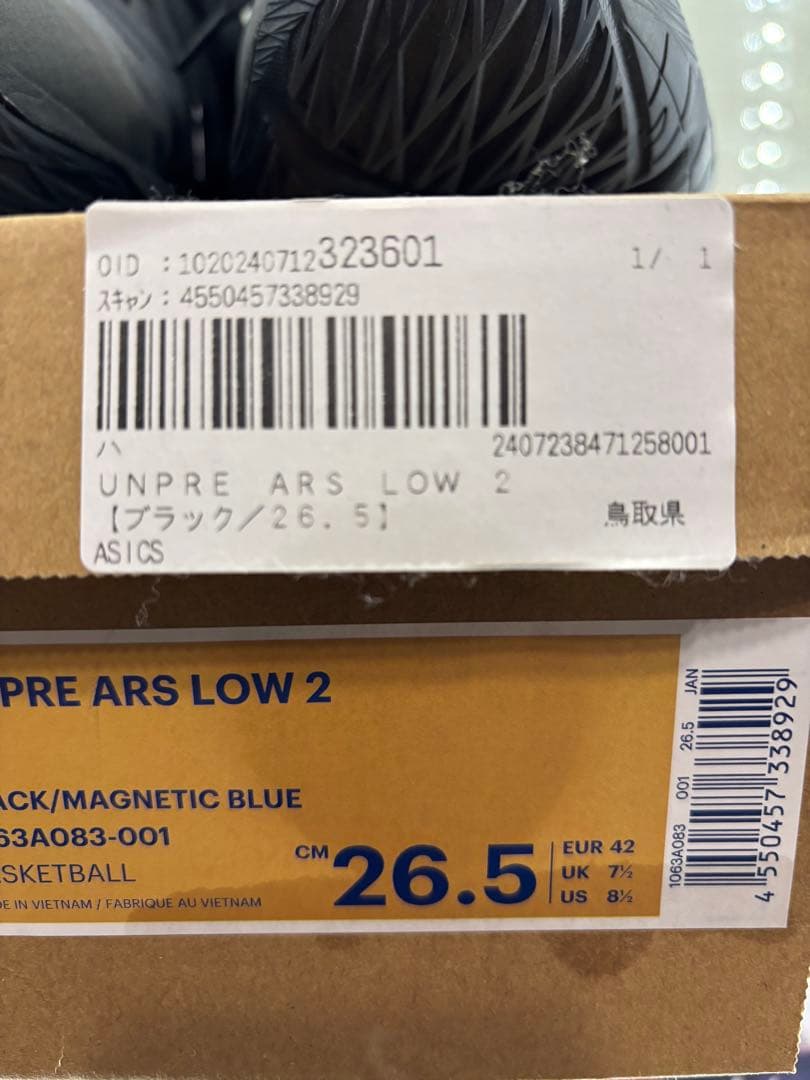 OID :1020240712323601 1/ 1
スキャン:4550457338929
ハ 2407238471258001
UNPRE ARS LOW 2
【ブラック/26.5】 鳥取県
ASICS
PRE ARS LOW 2
ACK/MAGNETIC BLUE
63A083-001
SKETBALL
DE IN VIETNAM / FABRIQUE AU VIETNAM
CM 26.5
EUR 42
UK 7½
US 8½
1063A083 001 26.5 JAN
4 550457 338929